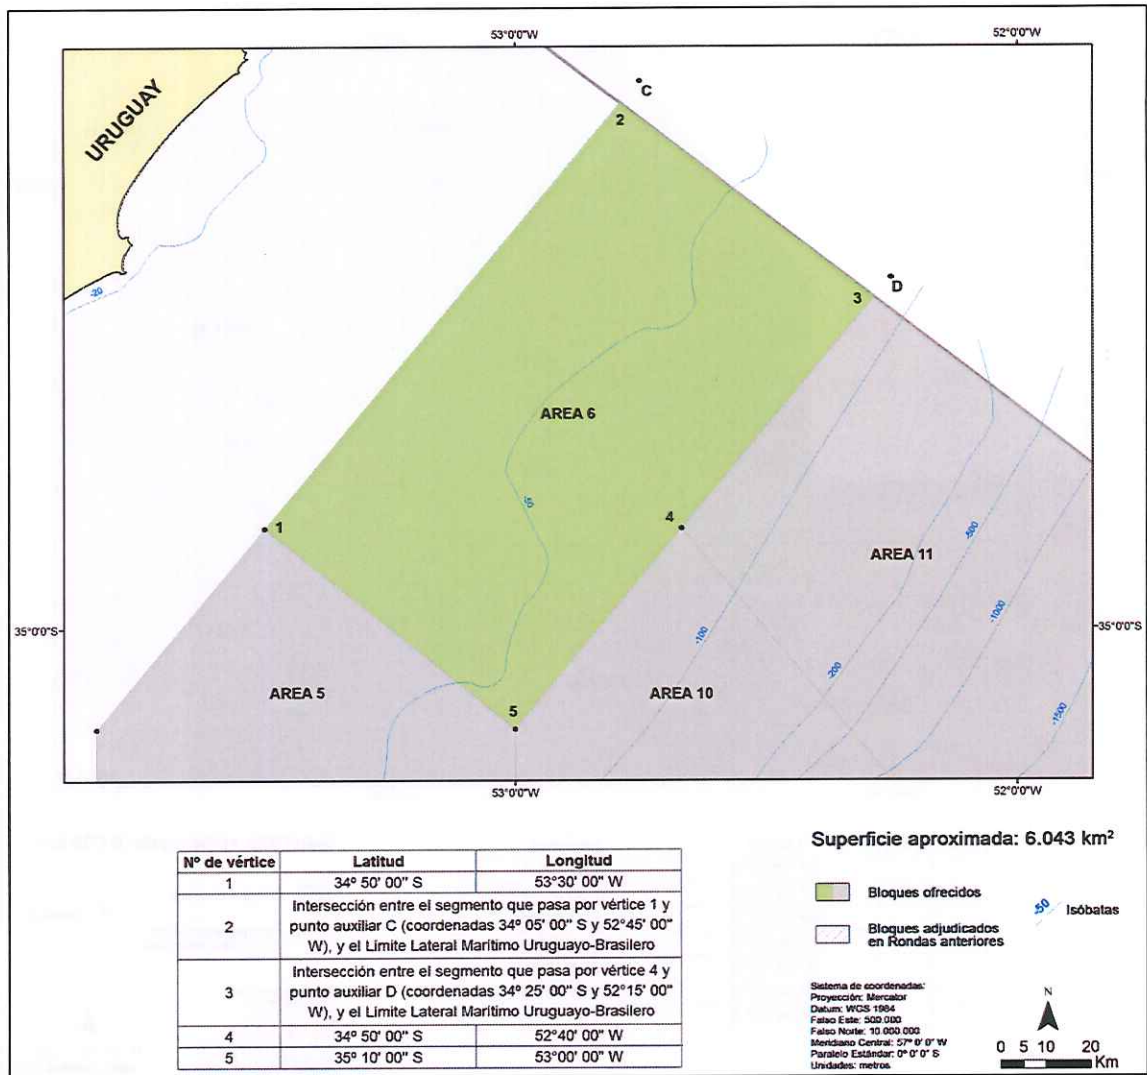 53°0'0"W
52°0'0"W
C
2
URUGUAY
D
3
-20
AREA 6
-50
4
1
AREA 11
-500
-1000
35°0'0"S
35°0'0"S
-100
-200
AREA 5
AREA 10
5
-1500
53°0'0"W
52°0'0"W
Superficie aproximada: 6.043 km²
Nº de vértice Latitud Longitud
1 34º 50' 00" S 53°30' 00" W
2 Intersección entre el segmento que pasa por vértice 1 y
punto auxiliar C (coordenadas 34º 05' 00" S y 52°45' 00"
W), y el Límite Lateral Marítimo Uruguayo-Brasilero
3 Intersección entre el segmento que pasa por vértice 4 y
punto auxiliar D (coordenadas 34º 25' 00" S y 52°15' 00"
W), y el Límite Lateral Marítimo Uruguayo-Brasilero
4 34º 50' 00" S 52°40' 00" W
5 35º 10' 00" S 53°00' 00" W
Bloques ofrecidos
Bloques adjudicados
en Rondas anteriores
-50 Isóbatas
Sistema de coordenadas:
Proyección: Mercator
Datum: WGS 1984
Falso Este: 500.000
Falso Norte: 10.000.000
Meridiano Central: 57° 0' 0" W
Paralelo Estándar: 0° 0' 0" S
Unidades: metros
N
0 5 10 20
Km